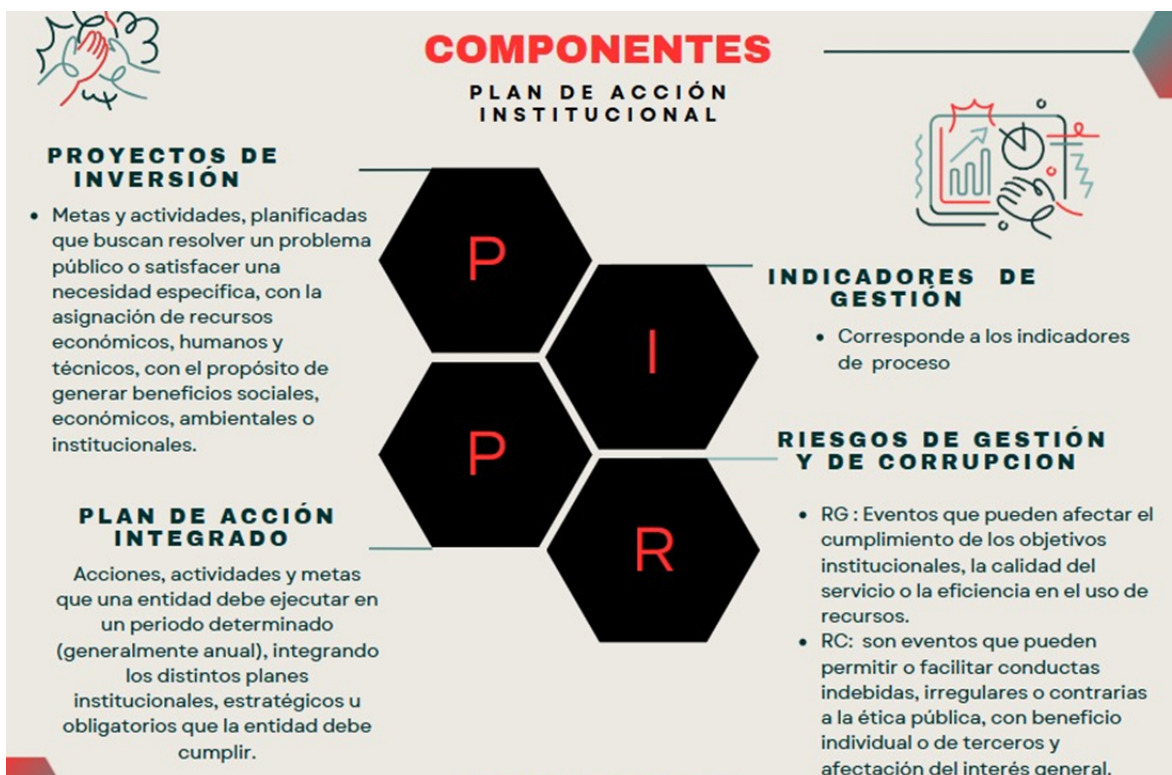 COMPONENTES
PLAN DE ACCIÓN
INSTITUCIONAL
PROYECTOS DE
INVERSIÓN
• Metas y actividades, planificadas
que buscan resolver un problema
público o satisfacer una
necesidad específica, con la
asignación de recursos
económicos, humanos y
técnicos, con el propósito de
generar beneficios sociales,
económicos, ambientales o
institucionales.
P
I
P
R
INDICADORES DE
GESTIÓN
• Corresponde a los indicadores
de proceso
PLAN DE ACCIÓN
INTEGRADO
Acciones, actividades y metas
que una entidad debe ejecutar en
un periodo determinado
(generalmente anual), integrando
los distintos planes
institucionales, estratégicos u
obligatorios que la entidad debe
cumplir.
RIESGOS DE GESTIÓN
Y DE CORRUPCION
• RG : Eventos que pueden afectar el
cumplimiento de los objetivos
institucionales, la calidad del
servicio o la eficiencia en el uso de
recursos.
• RC: son eventos que pueden
permitir o facilitar conductas
indebidas, irregulares o contrarias
a la ética pública, con beneficio
individual o de terceros y
afectación del interés general.